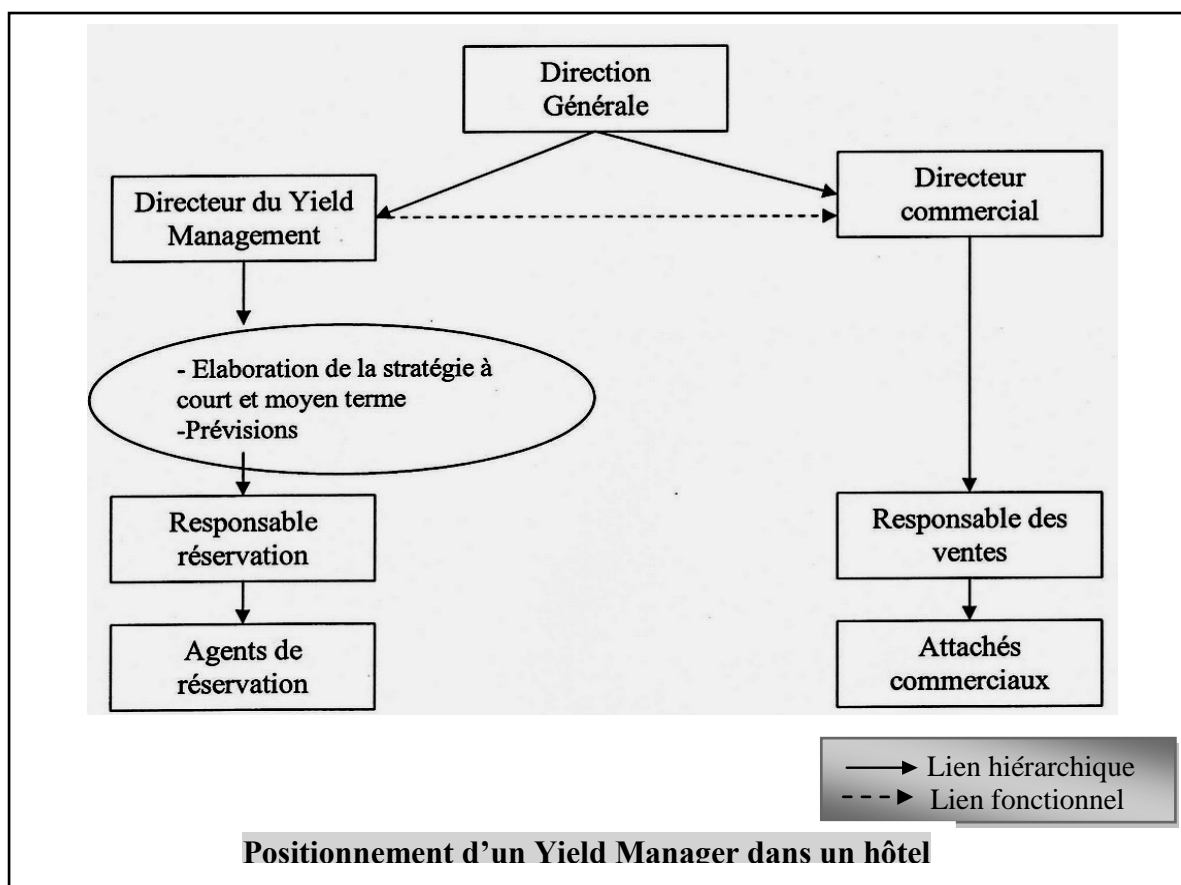 Direction
Générale
Directeur du Yield
Management
Directeur
commercial
- Elaboration de la stratégie à
court et moyen terme
-Prévisions
Responsable
réservation
Responsable des
ventes
Agents de
réservation
Attachés
commerciaux
Lien hiérarchique
Lien fonctionnel
Positionnement d'un Yield Manager dans un hôtel